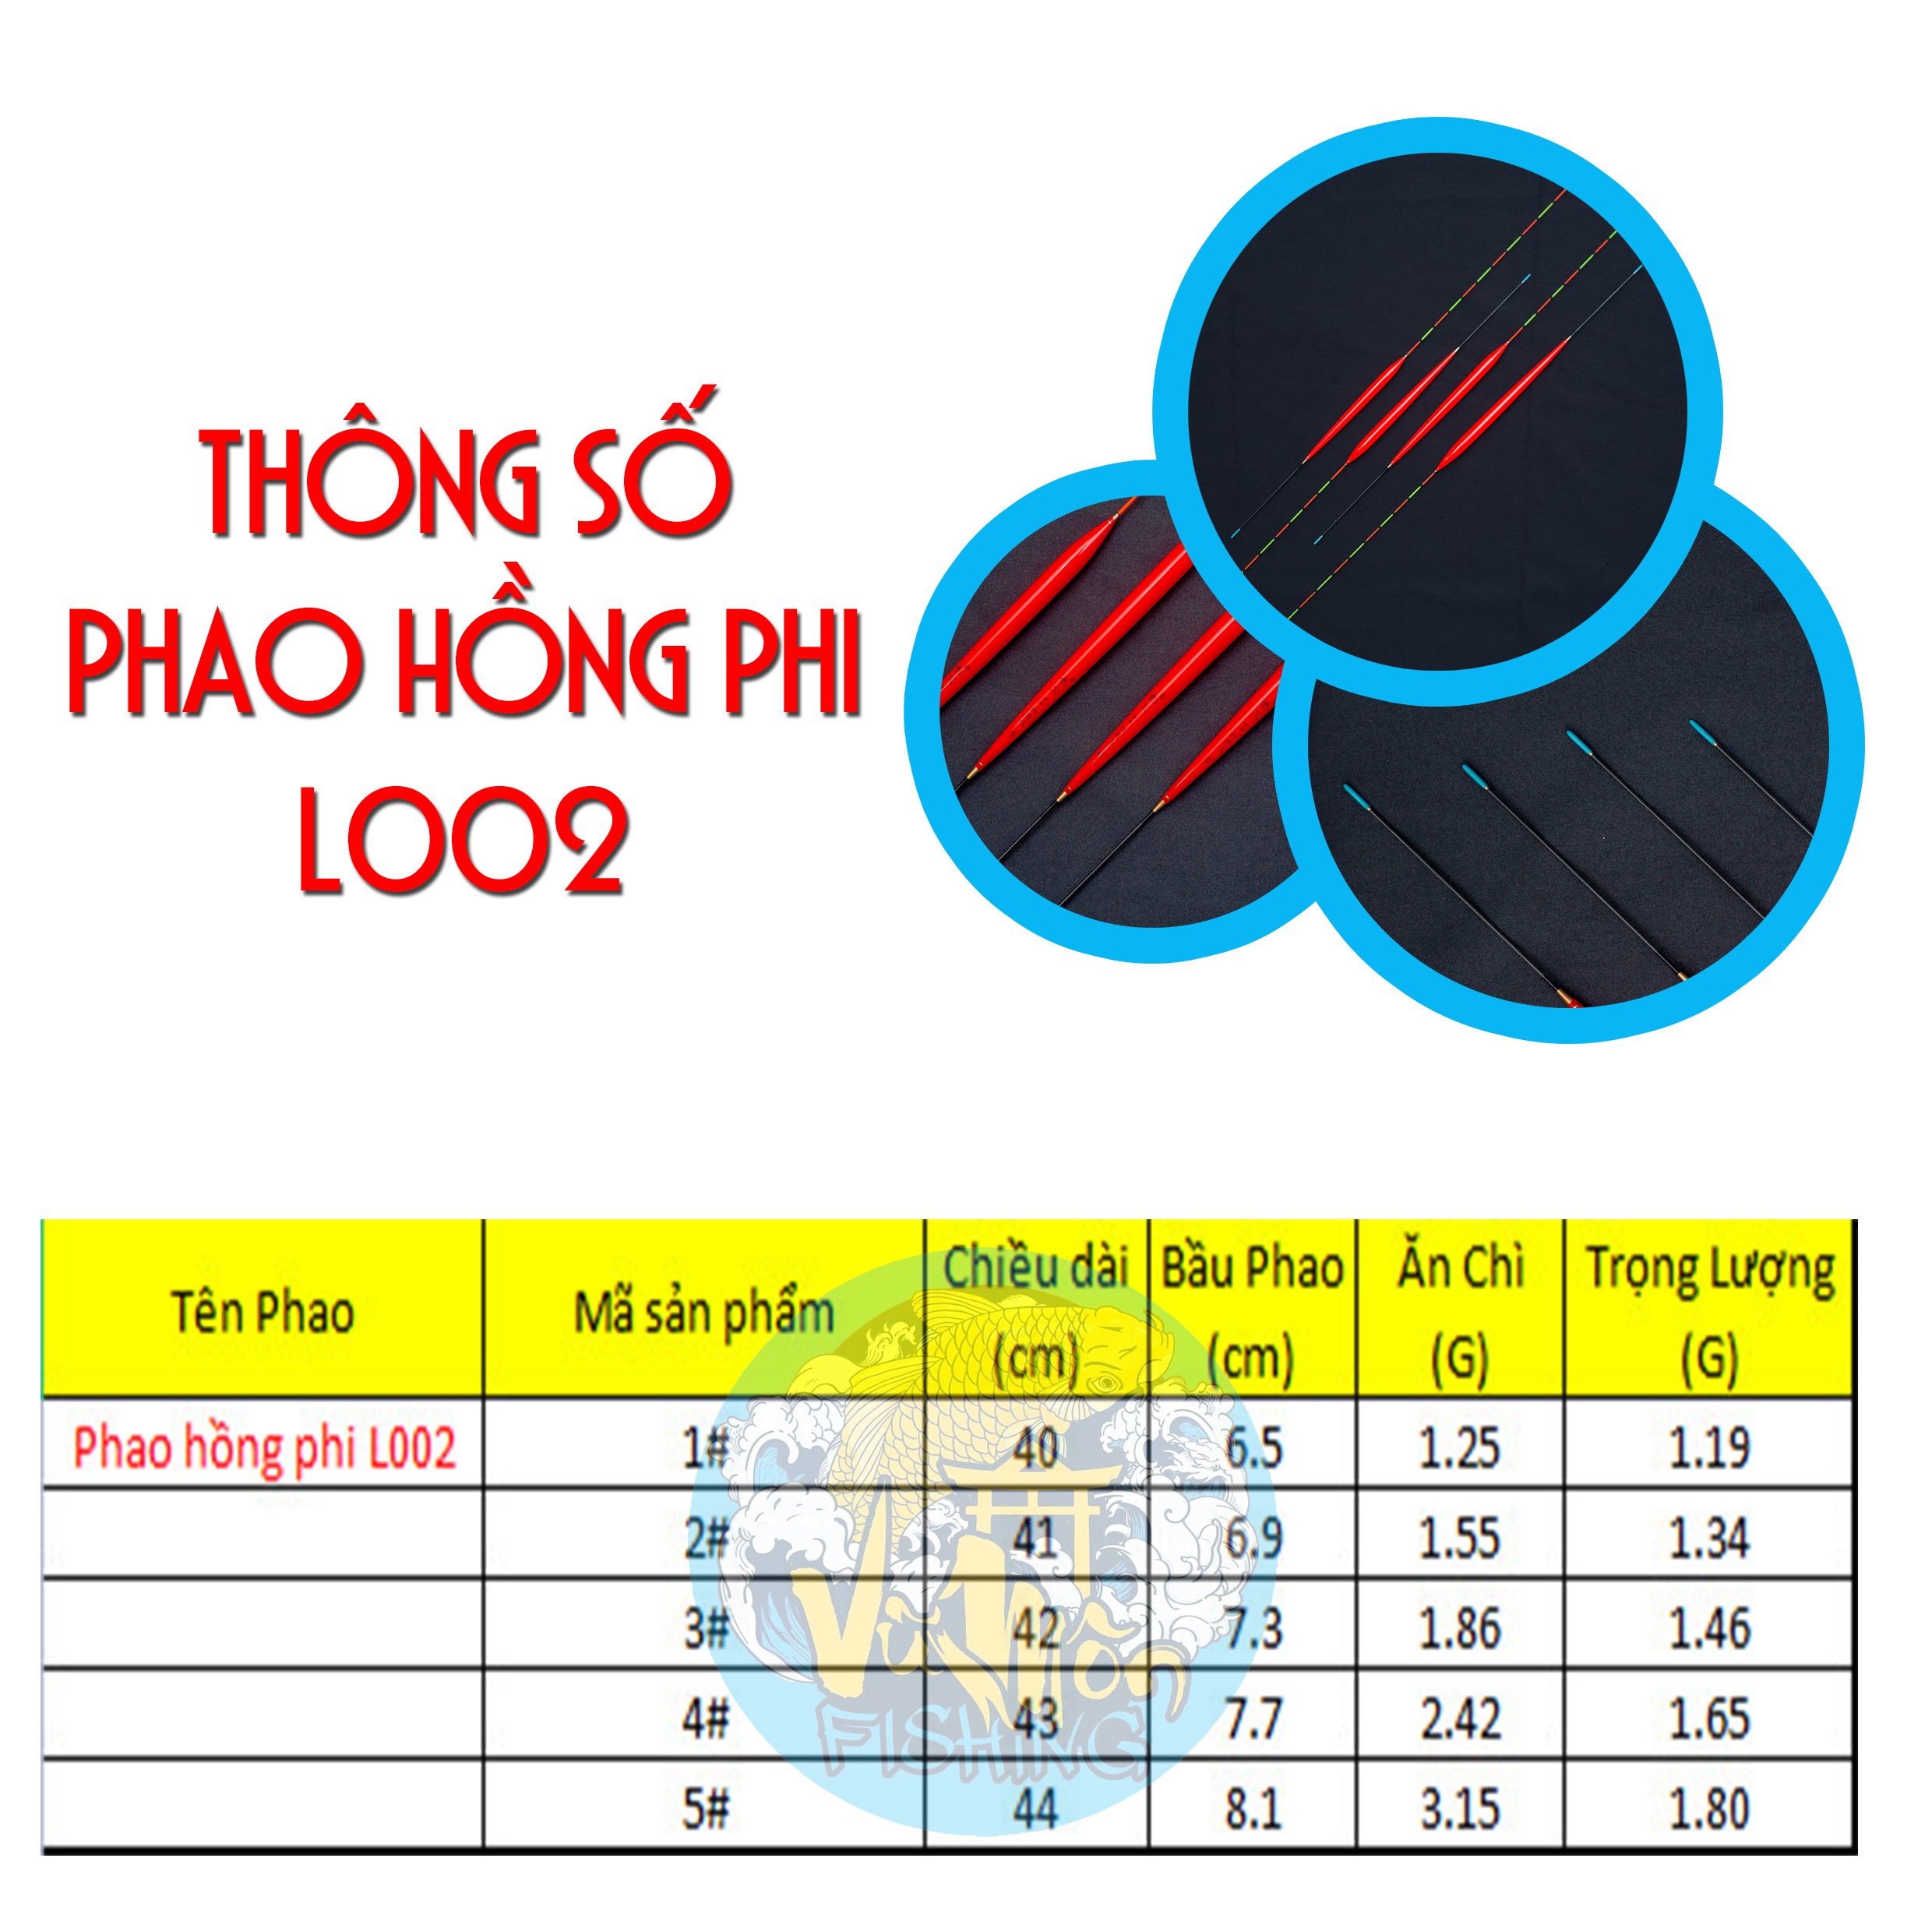 THÔNG SỐ
PHAO HỒNG PHI
L002
Tên Phao Mã sản phẩm Chiều dài (cm) Bầu Phao (cm) Ăn Chì (G) Trọng Lượng (G)
Phao hồng phi L002 1# 40 6.5 1.25 1.19
2# 41 6.9 1.55 1.34
3# 42 7.3 1.86 1.46
4# 43 7.7 2.42 1.65
5# 44 8.1 3.15 1.80
Vũ Môn
FISHING